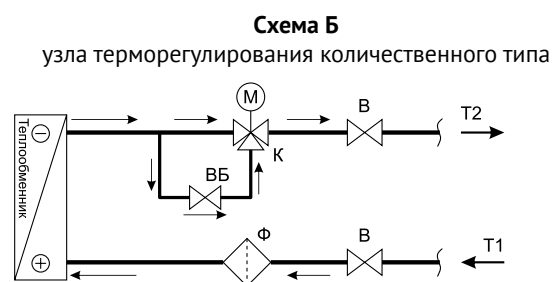 Схема Б
узла терморегулирования количественного типа
М
В
Т2
К
ВБ
Теплообменник
Ф
В
Т1